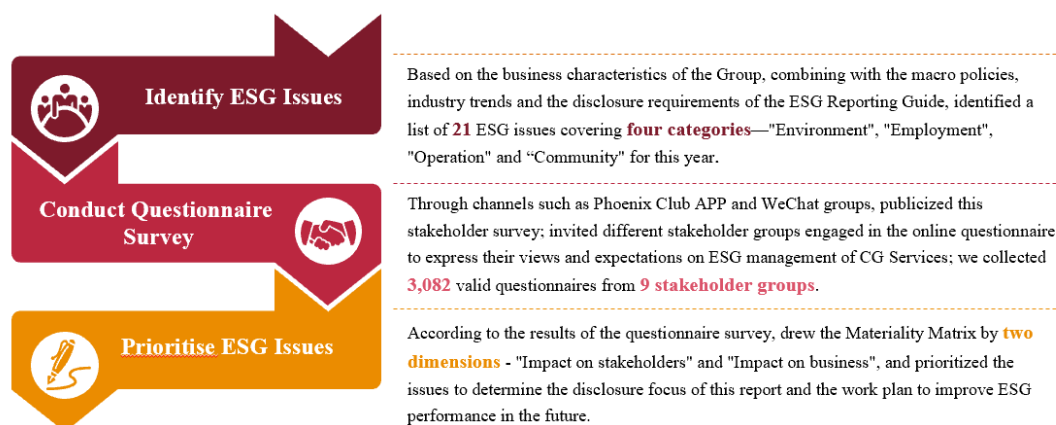 Identify ESG Issues
Based on the business characteristics of the Group, combining with the macro policies,
industry trends and the disclosure requirements of the ESG Reporting Guide, identified a
list of 21 ESG issues covering four categories—"Environment", "Employment",
"Operation" and “Community" for this year.
Conduct Questionnaire
Survey
Through channels such as Phoenix Club APP and WeChat groups, publicized this
stakeholder survey; invited different stakeholder groups engaged in the online questionnaire
to express their views and expectations on ESG management of CG Services; we collected
3,082 valid questionnaires from 9 stakeholder groups.
Prioritise ESG Issues
According to the results of the questionnaire survey, drew the Materiality Matrix by two
dimensions - "Impact on stakeholders" and "Impact on business", and prioritized the
issues to determine the disclosure focus of this report and the work plan to improve ESG
performance in the future.